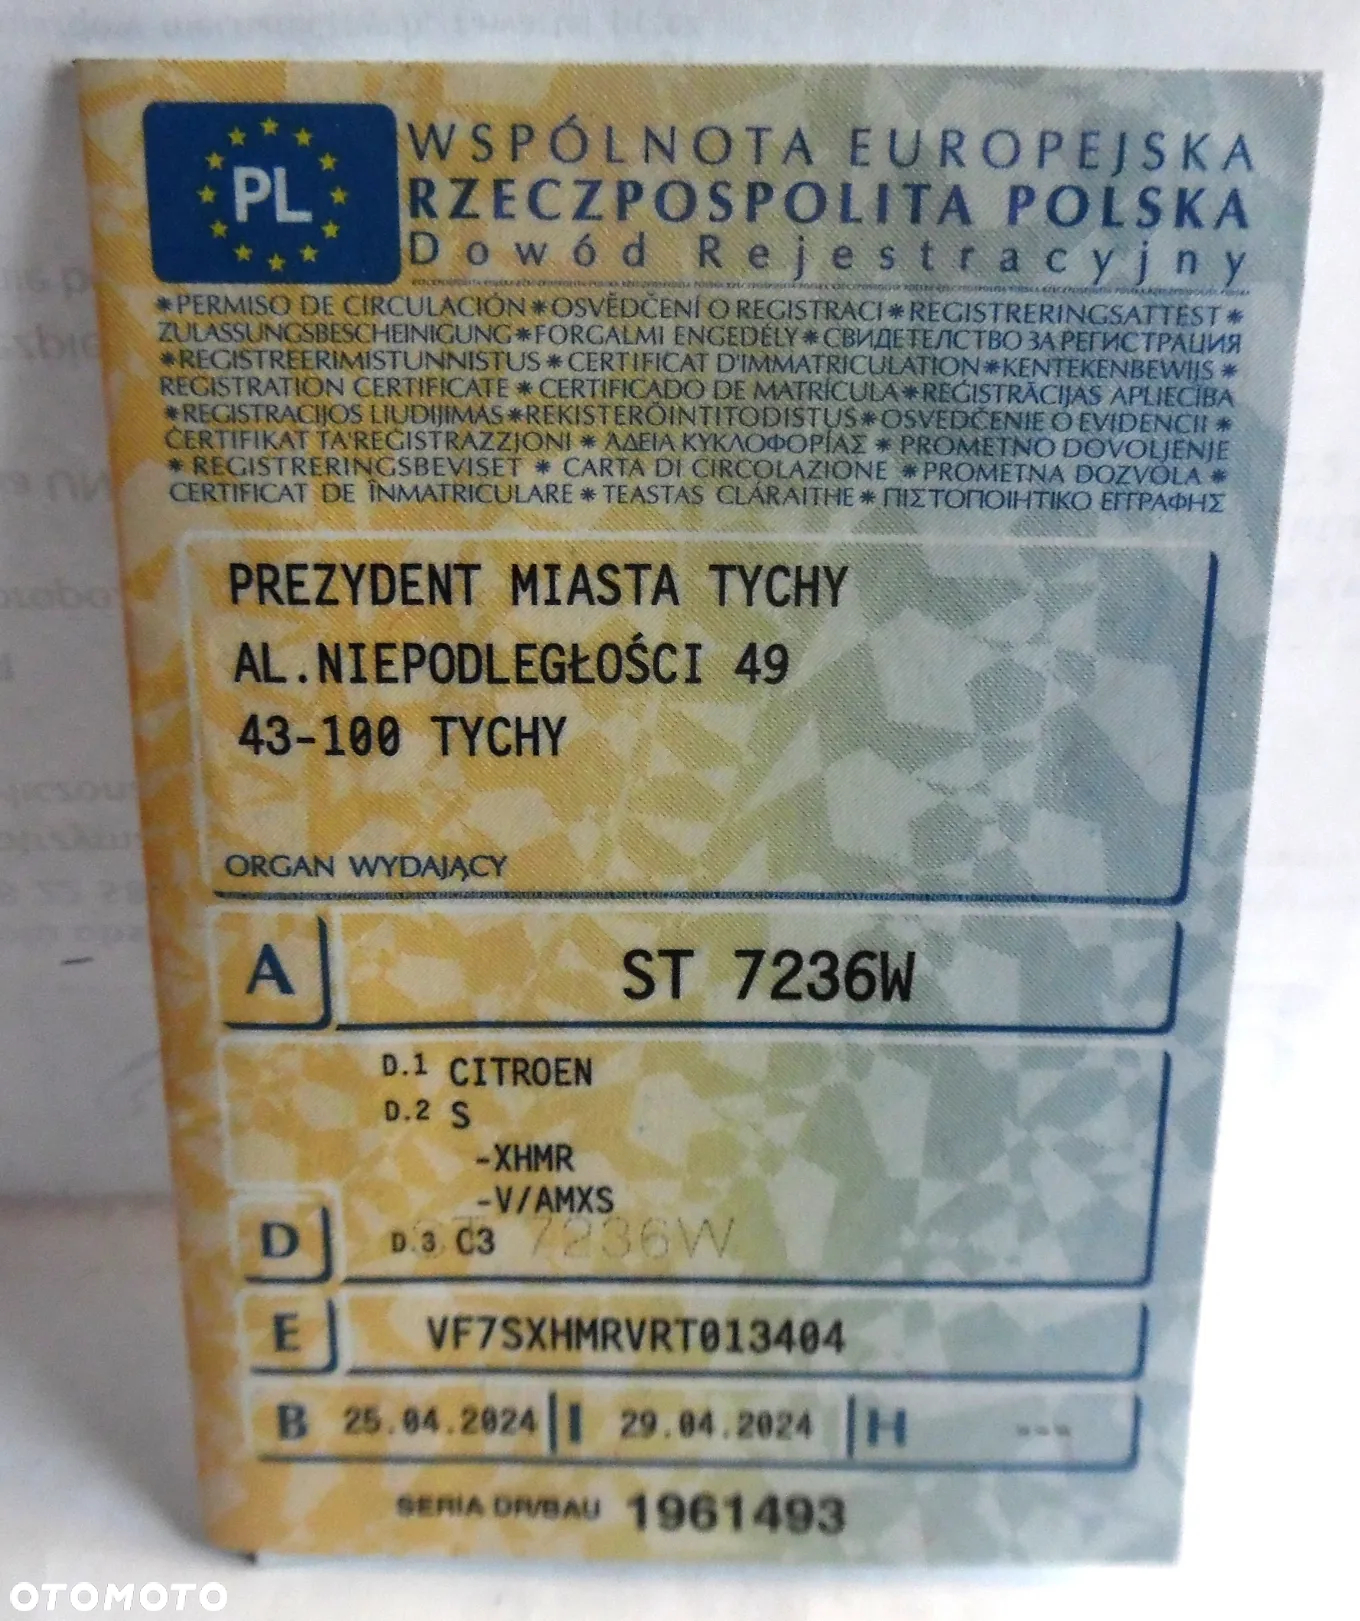 PL
WSPÓLNOTA EUROPEJSKA
RZECZPOSPOLITA POLSKA
Dowód Rejestracyjny
*PERMISO DE CIRCULACIÓN*OSVĚDČENÍ O REGISTRACI*REGISTRERINGSATTEST*
ZULASSUNGSBESCHEINIGUNG*FORGALMI ENGEDÉLY*СВИДЕТЕЛСТВО ЗА РЕГИСТРАЦИЯ
*REGISTREERIMISTUNNISTUS*CERTIFICAT D'IMMATRICULATION*KENTEKENBEWIJS*
REGISTRATION CERTIFICATE*CERTIFICADO DE MATRÍCULA*REĢISTRĀCIJAS APLIECĪBA
*REGISTRACIJOS LIUDIJIMAS*REKISTERÖINTITODISTUS*OSVEDČENIE O EVIDENCII*
ĊERTIFIKAT TA'REĠISTRAZZJONI*ΑΔΕΙΑ ΚΥΚΛΟΦΟΡΊΑΣ*PROMETNO DOVOLJENJE
*REGISTRERINGSBEVISET*CARTA DI CIRCOLAZIONE*PROMETNA DOZVOLA*
CERTIFICAT DE ÎNMATRICULARE*TEASTAS CLÁRAITHE*ΠΙΣΤΟΠΟΙΗΤΙΚΟ ΕΓΓΡΑΦΗΣ
PREZYDENT MIASTA TYCHY
AL.NIEPODLEGŁOŚCI 49
43-100 TYCHY
ORGAN WYDAJĄCY
A ST 7236W
D.1 CITROEN
D.2 S
-XHMR
-V/AMXS
D D.3 C3
ST 7236W
E VF7SXHMRVRT013404
B 25.04.2024 I 29.04.2024 H ---
SERIA DR/BAU 1961493
OTOMOTO